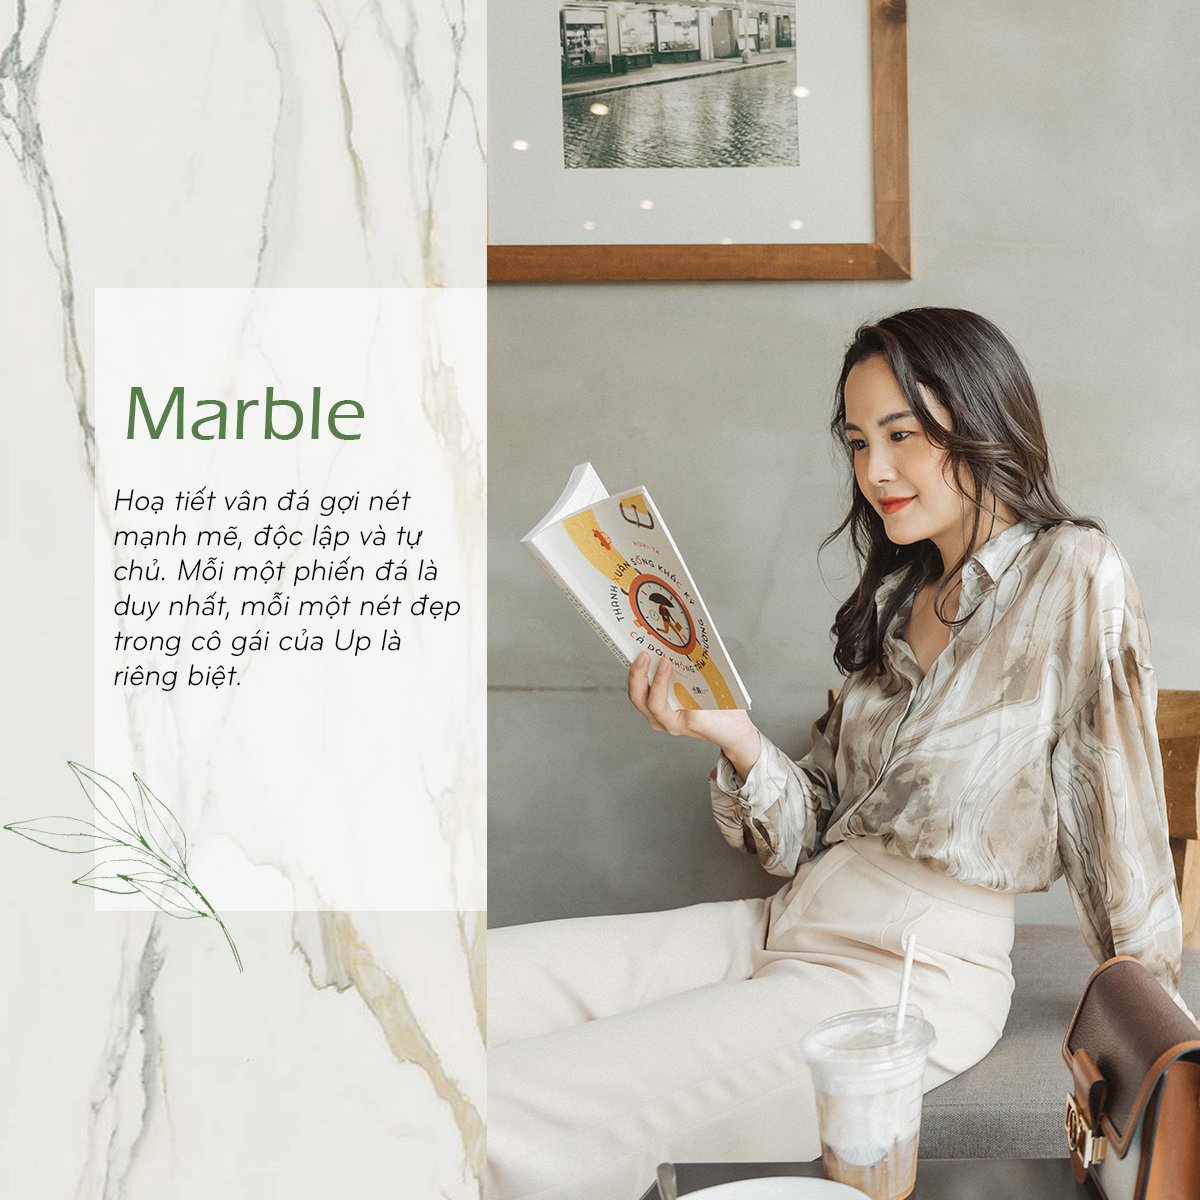 Marble
Hoạ tiết vân đá gợi nét
mạnh mẽ, độc lập và tự
chủ. Mỗi một phiến đá là
duy nhất, mỗi một nét đẹp
trong cô gái của Up là
riêng biệt.
HOÀI TÁ
THANH XUÂN SỐNG KHÁC KỲ
CẢ ĐỜI KHÔNG TẦM THƯỜNG